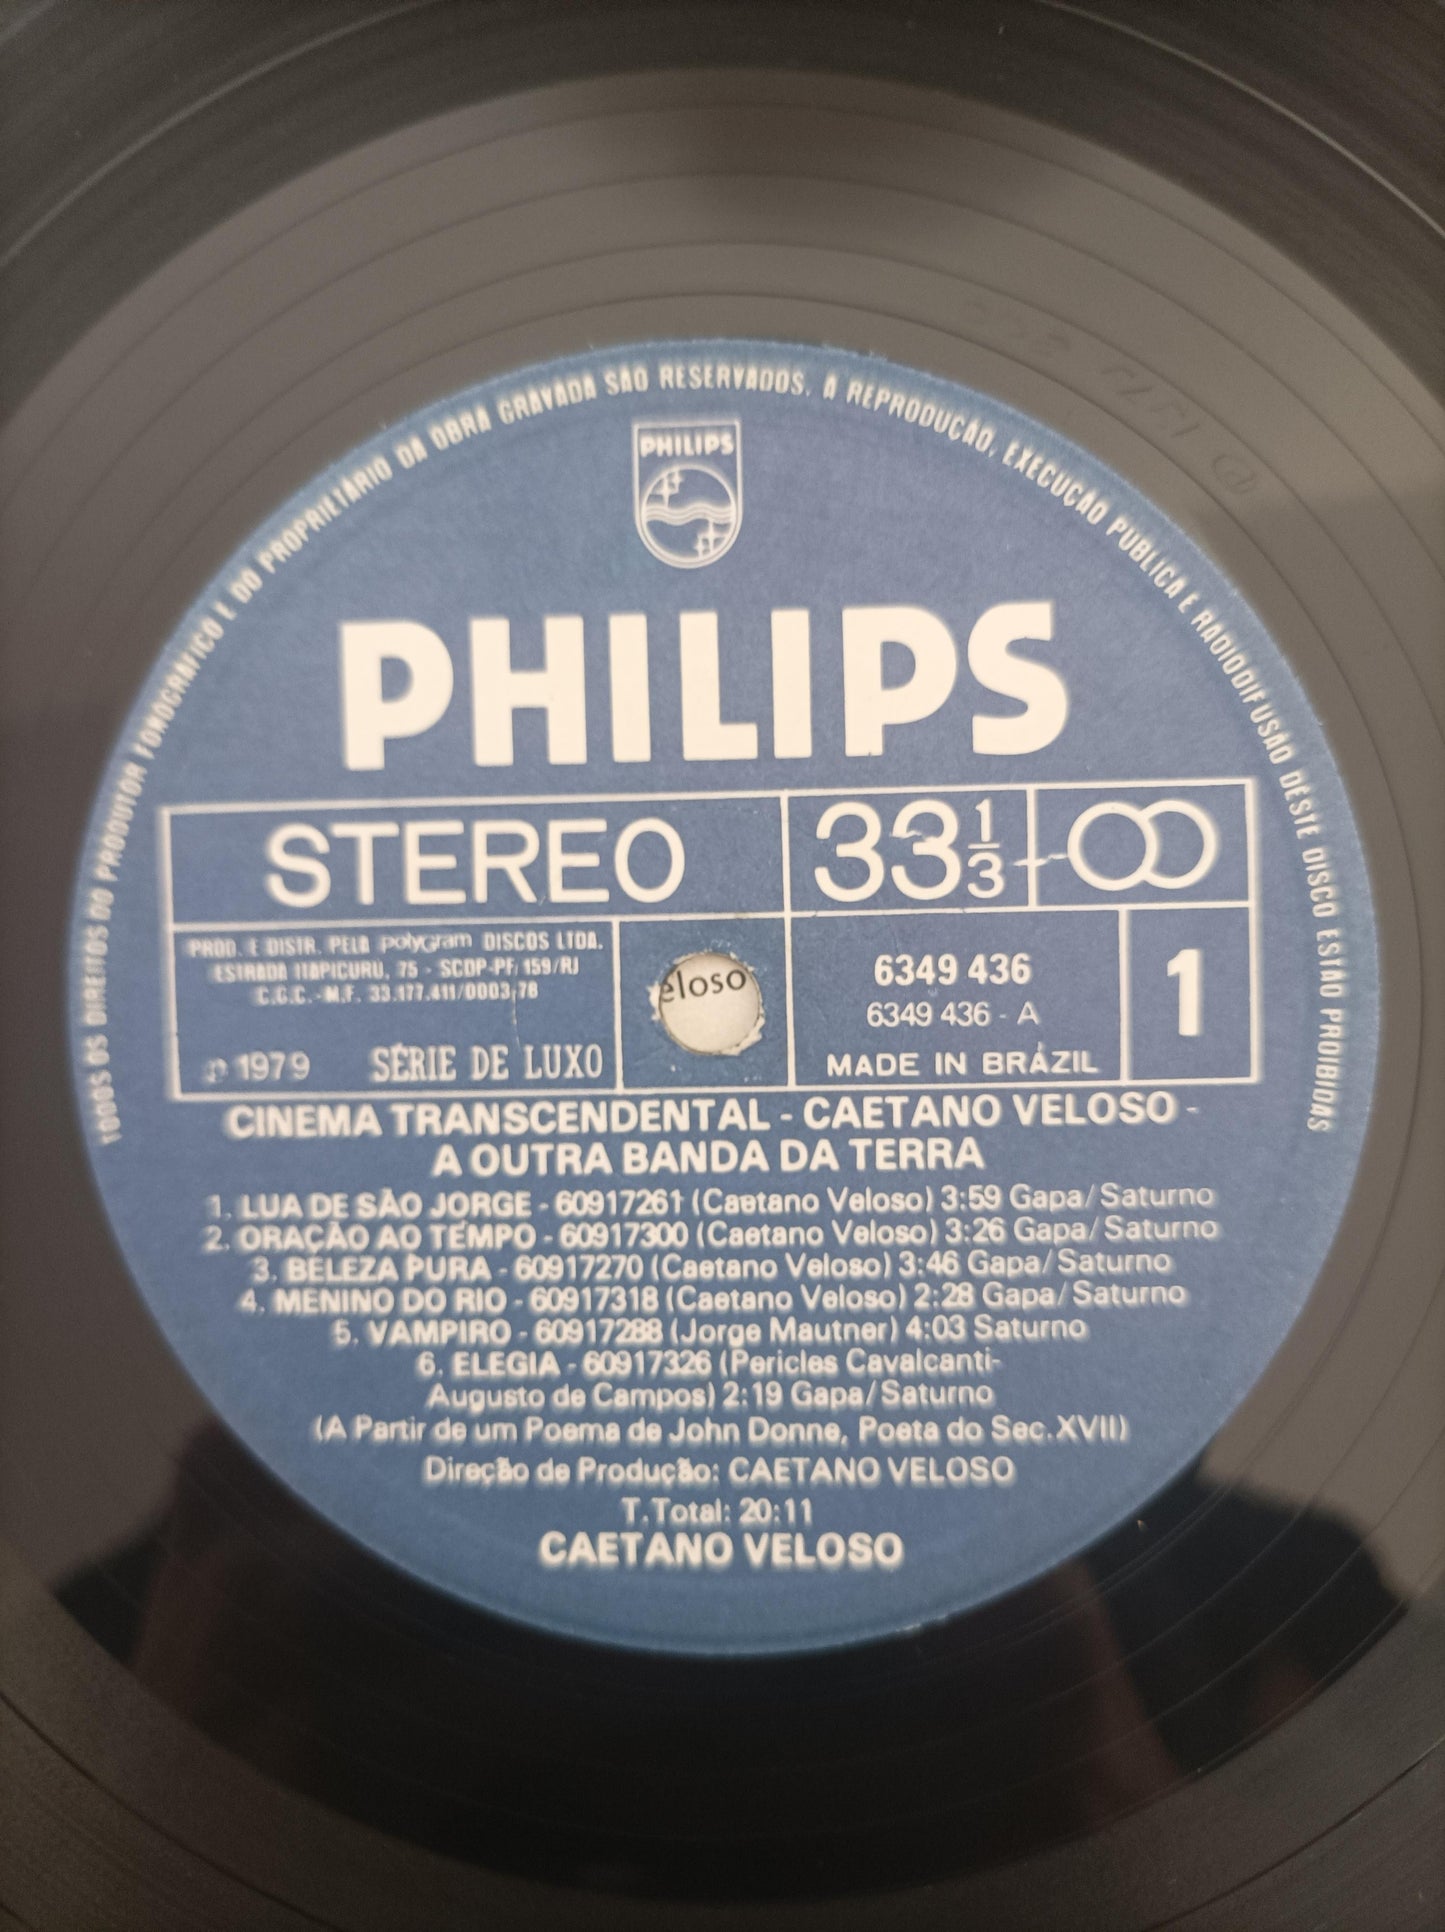 TODOS OS DIREITOS DO PRODUTOR FONOGRÁFICO E DO PROPRIETÁRIO DA OBRA GRAVADA SÃO RESERVADOS. A REPRODUÇÃO, EXECUÇÃO PÚBLICA E RADIODIFUSÃO DESTE DISCO ESTÃO PROIBIDAS
PHILIPS
PHILIPS
STEREO
33 1/3
PROD. E DISTR. PELA polyGram DISCOS LTDA.
ESTRADA ITAPICURU, 75 - SCDP-PF 159/RJ
C.G.C.-M.F. 33.177.411/0003,78
℗ 1979 SÉRIE DE LUXO
eloso
6349 436
6349 436 - A
MADE IN BRAZIL
1
CINEMA TRANSCENDENTAL - CAETANO VELOSO -
A OUTRA BANDA DA TERRA
1. LUA DE SÃO JORGE - 60917261 (Caetano Veloso) 3:59 Gapa/Saturno
2. ORAÇÃO AO TEMPO - 60917300 (Caetano Veloso) 3:26 Gapa/Saturno
3. BELEZA PURA - 60917270 (Caetano Veloso) 3:46 Gapa/Saturno
4. MENINO DO RIO - 60917318 (Caetano Veloso) 2:28 Gapa/Saturno
5. VAMPIRO - 60917288 (Jorge Mautner) 4:03 Saturno
6. ELEGIA - 60917326 (Pericles Cavalcanti-
Augusto de Campos) 2:19 Gapa/Saturno
(A Partir de um Poema de John Donne, Poeta do Sec.XVII)
Direção de Produção: CAETANO VELOSO
T.Total: 20:11
CAETANO VELOSO